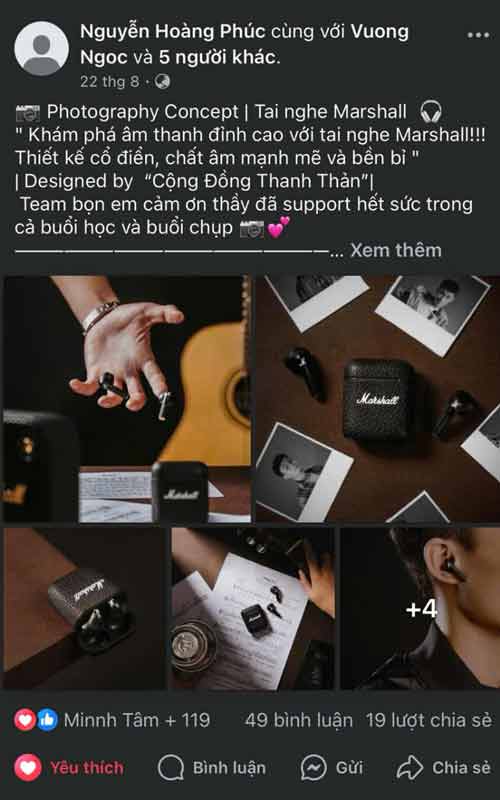 Nguyễn Hoàng Phúc cùng với Vuong
Ngoc và 5 người khác.
22 thg 8 ·
📷 Photography Concept | Tai nghe Marshall 🎧
" Khám phá âm thanh đỉnh cao với tai nghe Marshall!!!
Thiết kế cổ điển, chất âm mạnh mẽ và bền bỉ "
| Designed by “Cộng Đồng Thanh Thản”|
Team bọn em cảm ơn thầy đã support hết sức trong
cả buổi học và buổi chụp 📷💕
——————————————————... Xem thêm
Marshall
Marshall
Marshall
+4
Minnh Tâm + 119 49 bình luận 19 lượt chia sẻ
Yêu thích Bình luận Gửi Chia sẻ